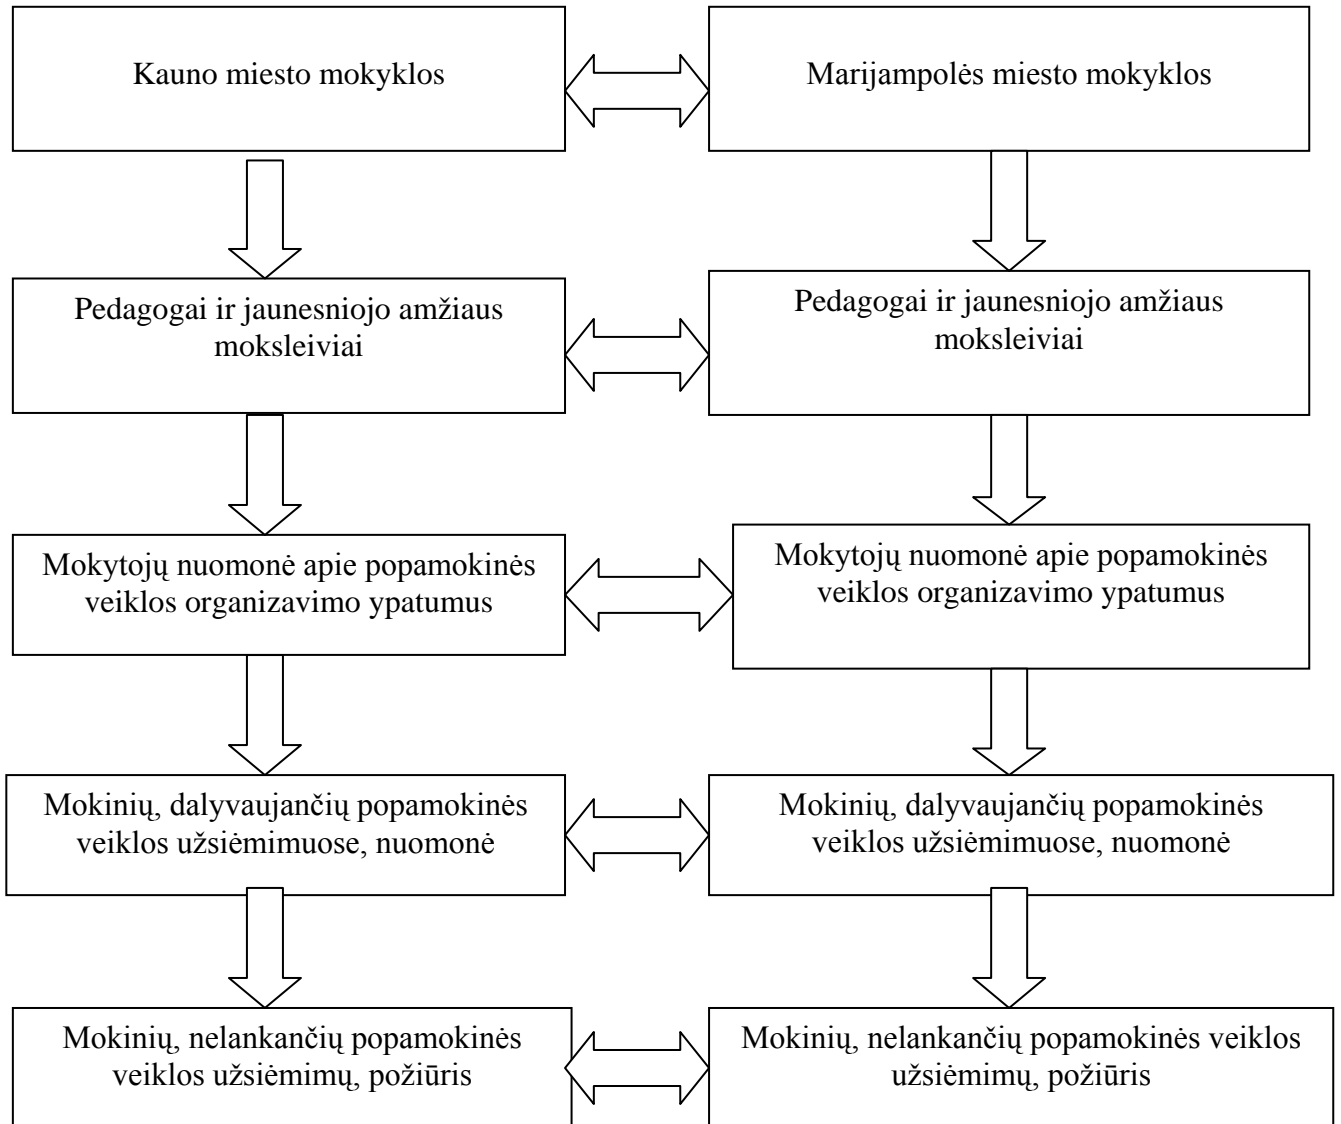 Kauno miesto mokyklos
Marijampolės miesto mokyklos
Pedagogai ir jaunesniojo amžiaus
moksleiviai
Pedagogai ir jaunesniojo amžiaus
moksleiviai
Mokytojų nuomonė apie popamokinės
veiklos organizavimo ypatumus
Mokytojų nuomonė apie popamokinės
veiklos organizavimo ypatumus
Mokinių, dalyvaujančių popamokinės
veiklos užsiėmimuose, nuomonė
Mokinių, dalyvaujančių popamokinės
veiklos užsiėmimuose, nuomonė
Mokinių, nelankančių popamokinės
veiklos užsiėmimų, požiūris
Mokinių, nelankančių popamokinės veiklos
užsiėmimų, požiūris